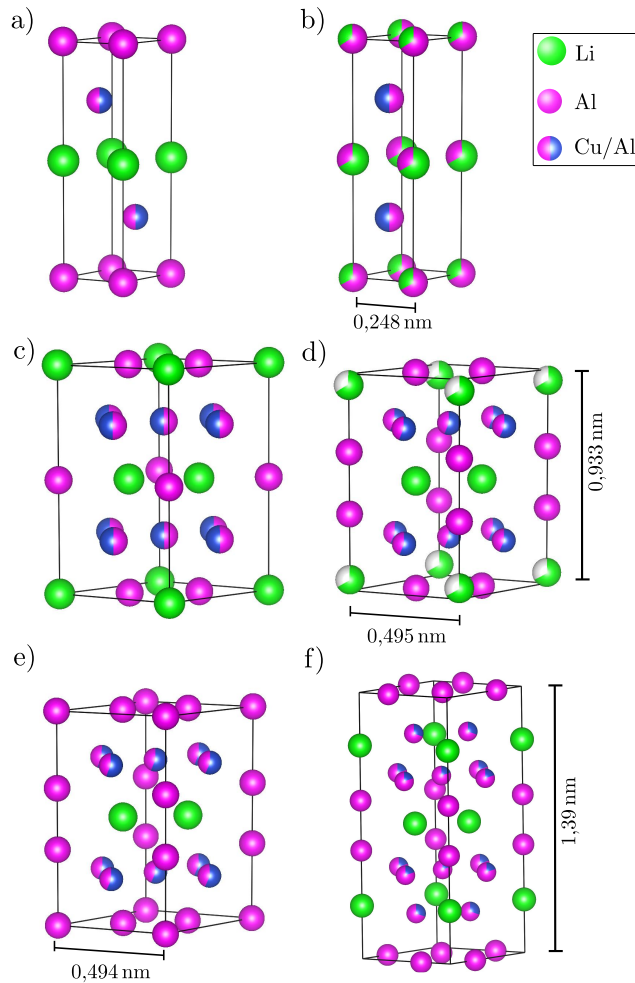 a)
b)
Li
Al
Cu/Al
0,248 nm
c)
d)
0,933 nm
0,495 nm
e)
f)
1,39 nm
0,494 nm